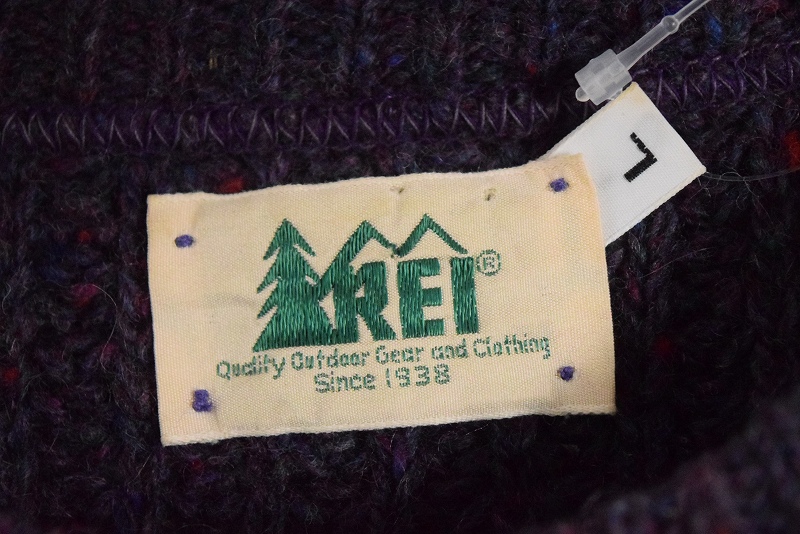 REI®
Quality Outdoor Gear and Clothing
Since 1938
L